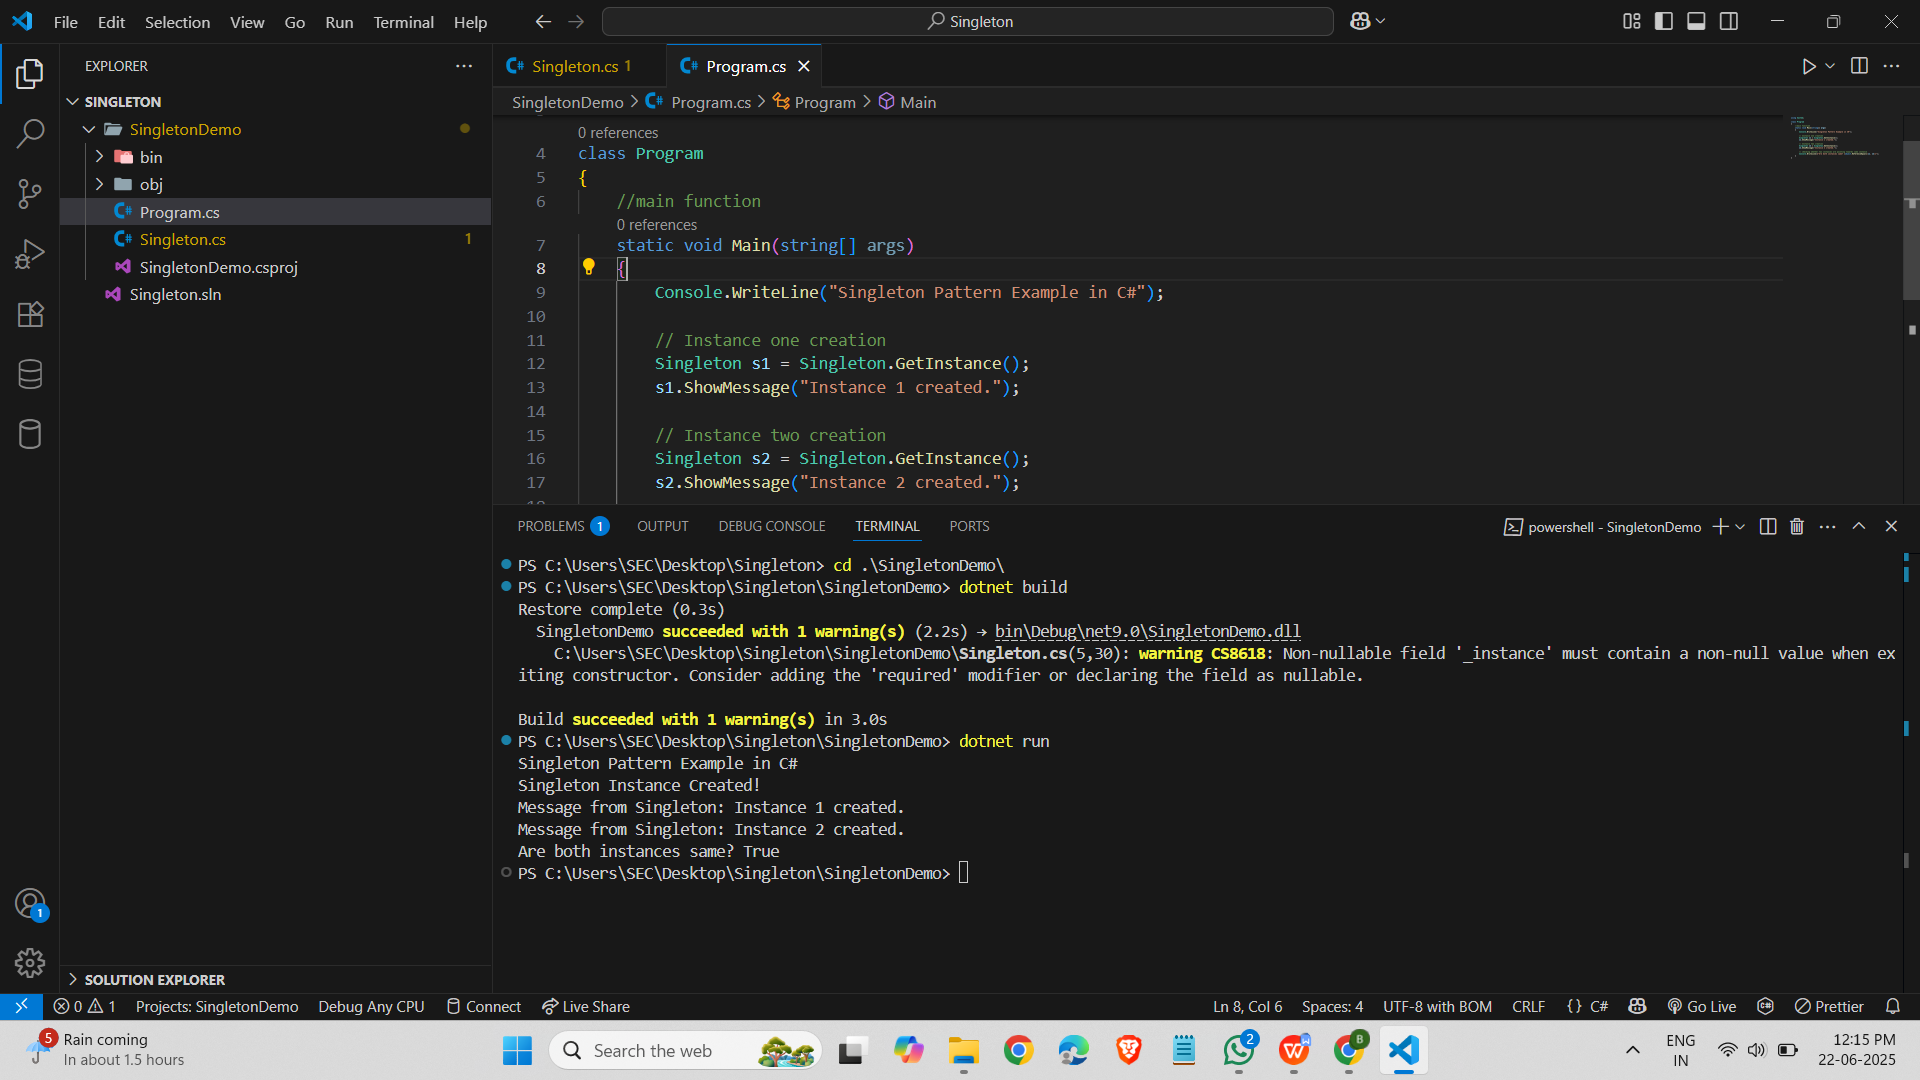 File Edit Selection View Go Run Terminal Help
Singleton
EXPLORER
SINGLETON
SingletonDemo
bin
obj
Program.cs
Singleton.cs 1
SingletonDemo.csproj
Singleton.sln
SOLUTION EXPLORER
Singleton.cs 1
Program.cs
SingletonDemo > Program.cs > Program > Main
0 references
4 class Program
5 {
6 //main function
0 references
7 static void Main(string[] args)
8 {
9 Console.WriteLine("Singleton Pattern Example in C#");
10
11 // Instance one creation
12 Singleton s1 = Singleton.GetInstance();
13 s1.ShowMessage("Instance 1 created.");
14
15 // Instance two creation
16 Singleton s2 = Singleton.GetInstance();
17 s2.ShowMessage("Instance 2 created.");
PROBLEMS 1 OUTPUT DEBUG CONSOLE TERMINAL PORTS
powershell - SingletonDemo
PS C:\Users\SEC\Desktop\Singleton> cd .\SingletonDemo\
PS C:\Users\SEC\Desktop\Singleton\SingletonDemo> dotnet build
Restore complete (0.3s)
SingletonDemo succeeded with 1 warning(s) (2.2s) → bin\Debug\net9.0\SingletonDemo.dll
C:\Users\SEC\Desktop\Singleton\SingletonDemo\Singleton.cs(5,30): warning CS8618: Non-nullable field '_instance' must contain a non-null value when ex
iting constructor. Consider adding the 'required' modifier or declaring the field as nullable.
Build succeeded with 1 warning(s) in 3.0s
PS C:\Users\SEC\Desktop\Singleton\SingletonDemo> dotnet run
Singleton Pattern Example in C#
Singleton Instance Created!
Message from Singleton: Instance 1 created.
Message from Singleton: Instance 2 created.
Are both instances same? True
PS C:\Users\SEC\Desktop\Singleton\SingletonDemo>
1
0 1 Projects: SingletonDemo Debug Any CPU Connect Live Share
Ln 8, Col 6 Spaces: 4 UTF-8 with BOM CRLF {} C# Go Live Prettier
5
Rain coming
In about 1.5 hours
Search the web
2
B
ENG
IN
12:15 PM
22-06-2025